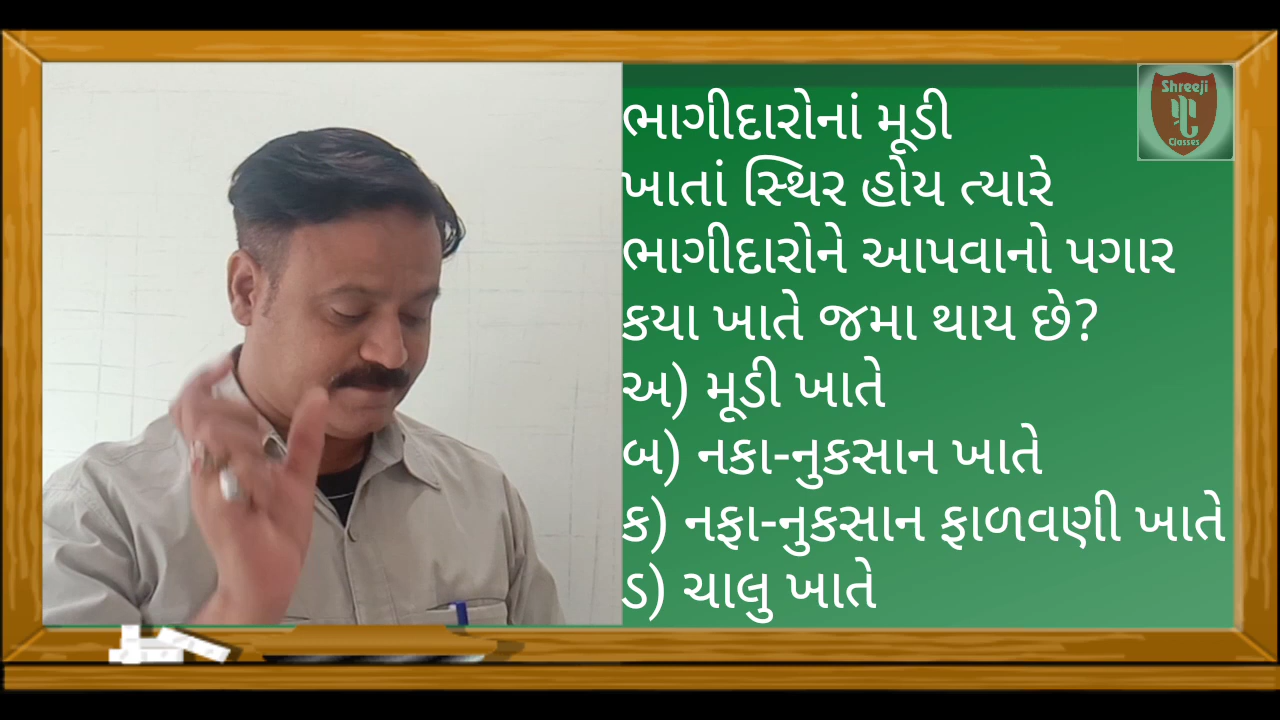 Shreeji
Classes
ભાગીદારોનાં મૂડી
ખાતાં સ્થિર હોય ત્યારે
ભાગીદારોને આપવાનો પગાર
કયા ખાતે જમા થાય છે?
અ) મૂડી ખાતે
બ) નકા-નુકસાન ખાતે
ક) નફા-નુકસાન ફાળવણી ખાતે
ડ) ચાલુ ખાતે